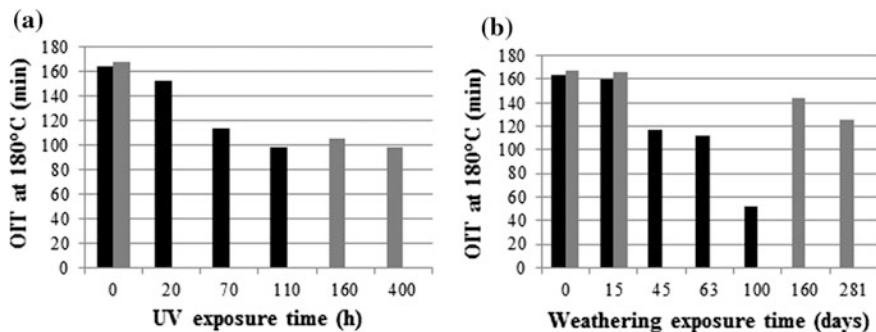 (a)
OIT at 180°C (min)
180
160
140
120
100
80
60
40
20
0
0 20 70 110 160 400
UV exposure time (h)
(b)
OIT at 180°C (min)
180
160
140
120
100
80
60
40
20
0
0 15 45 63 100 160 281
Weathering exposure time (days)